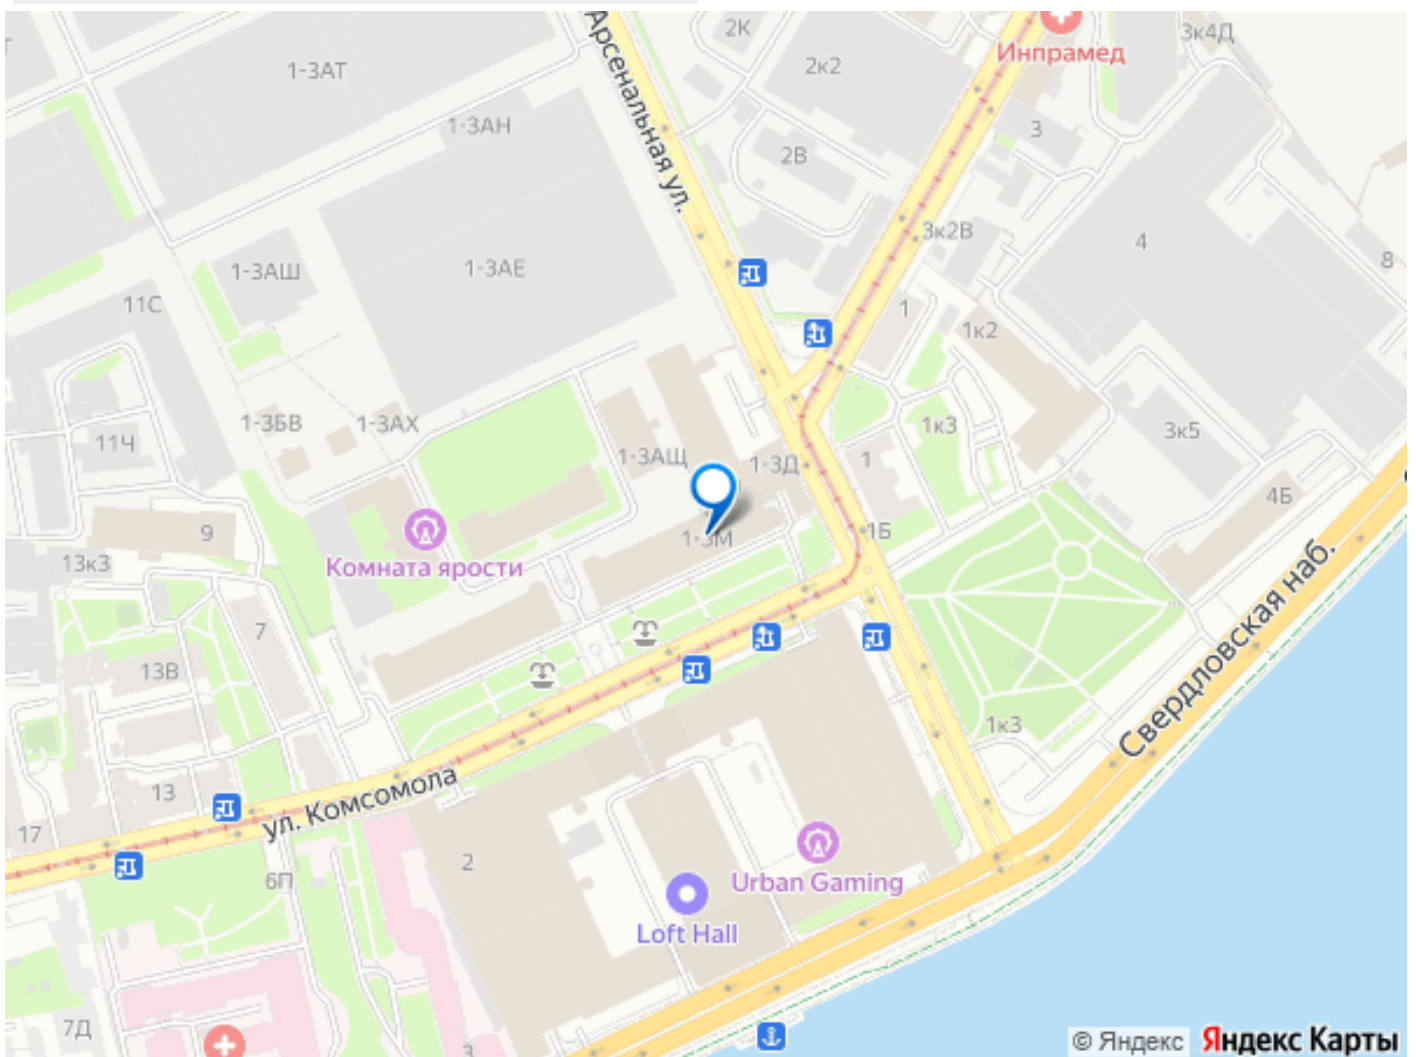 2К
3к4Д
Инпрамед
1-3АТ
2к2
Арсенальная ул.
1-3АН
3
2В
3к2В
4
1-3АШ
1-3АЕ
8
11С
1
1к2
1-3БВ
1-3АХ
1к3
3к5
11Ч
1-3АЩ
1-3Д
1
4Б
9
1-3М
1Б
13к3
Комната ярости
7
Свердловская наб.
13В
1к3
13
ул. Комсомола
17
2
6П
Urban Gaming
Loft Hall
7Д
3
© Яндекс Яндекс Карты